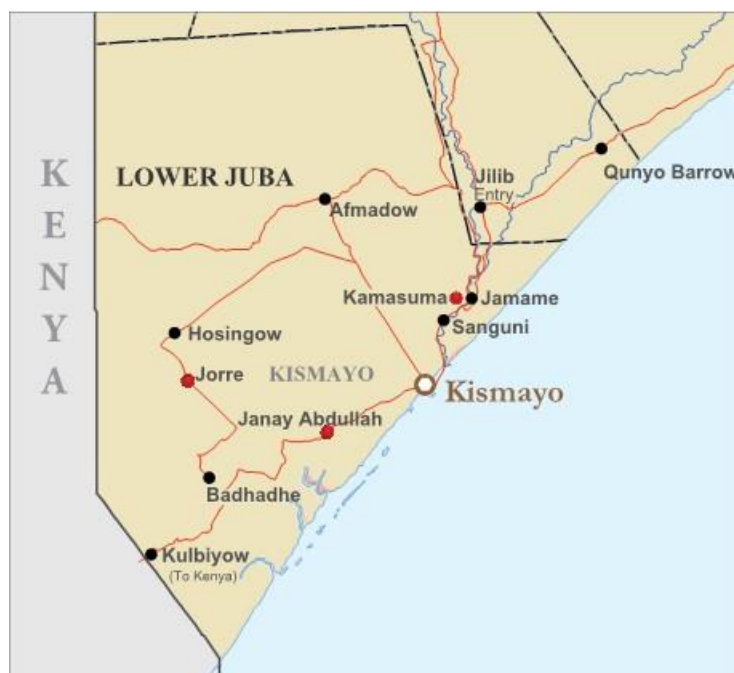 KENYA
LOWER JUBA
Jilib
Entry
Qunyo Barrow
Afmadow
Kamasuma
Jamame
Sanguni
Hosingow
Jorre
KISMAYO
Kismayo
Janay Abdullah
Badhadhe
Kulbiyow
(To Kenya)